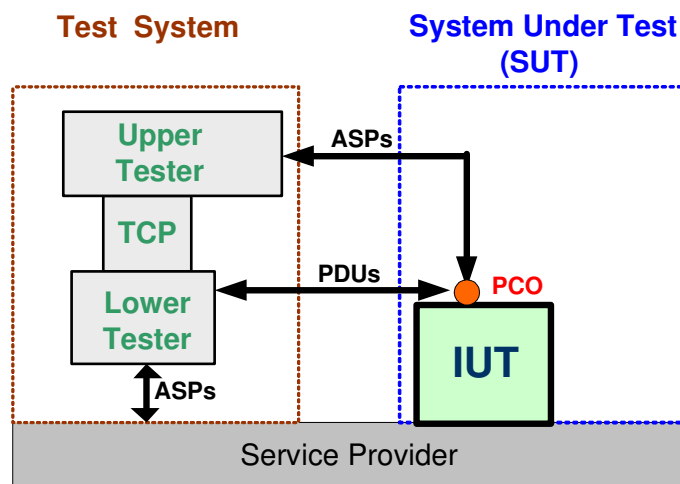 Test System
System Under Test
(SUT)
Upper
Tester
ASPs
TCP
PDUs
PCO
Lower
Tester
IUT
ASPs
Service Provider